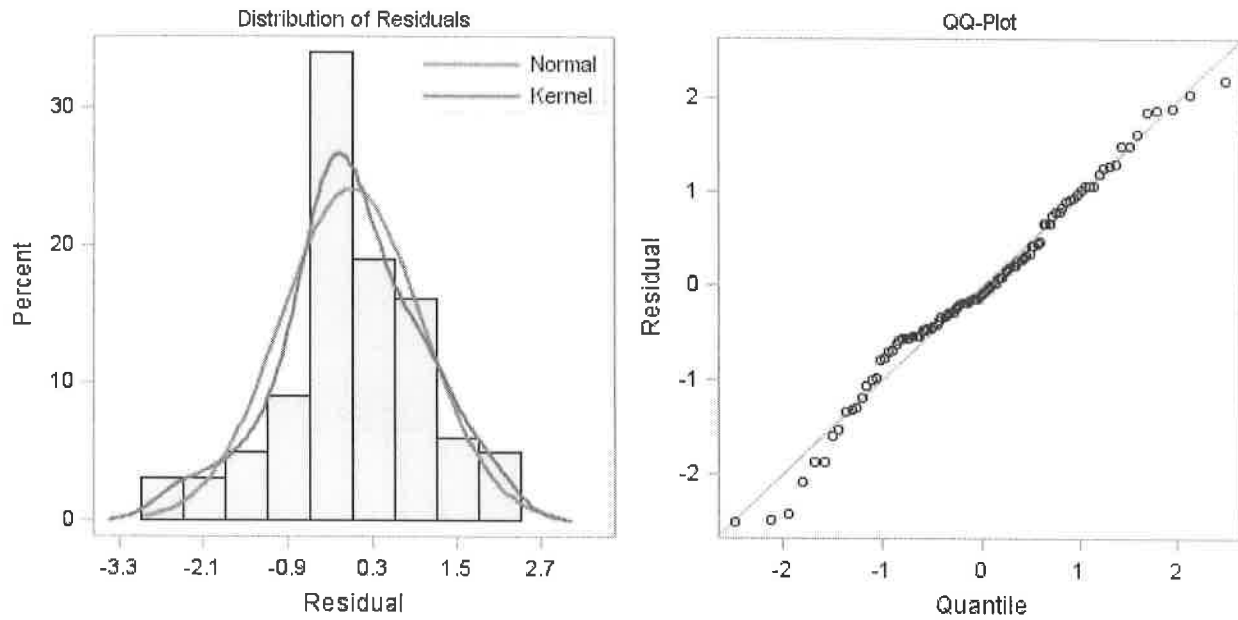 Distribution of Residuals
Normal
Kernel
30
20
10
0
Percent
-3.3 -2.1 -0.9 0.3 1.5 2.7
Residual
QQ-Plot
2
1
0
-1
-2
Residual
-2 -1 0 1 2
Quantile